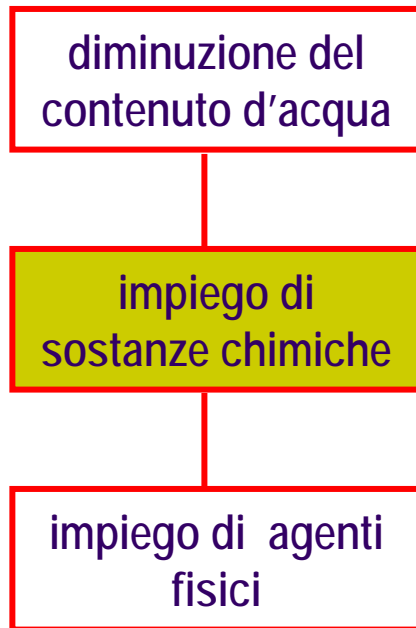 diminuzione del
contenuto d’acqua
impiego di
sostanze chimiche
impiego di  agenti
fisici